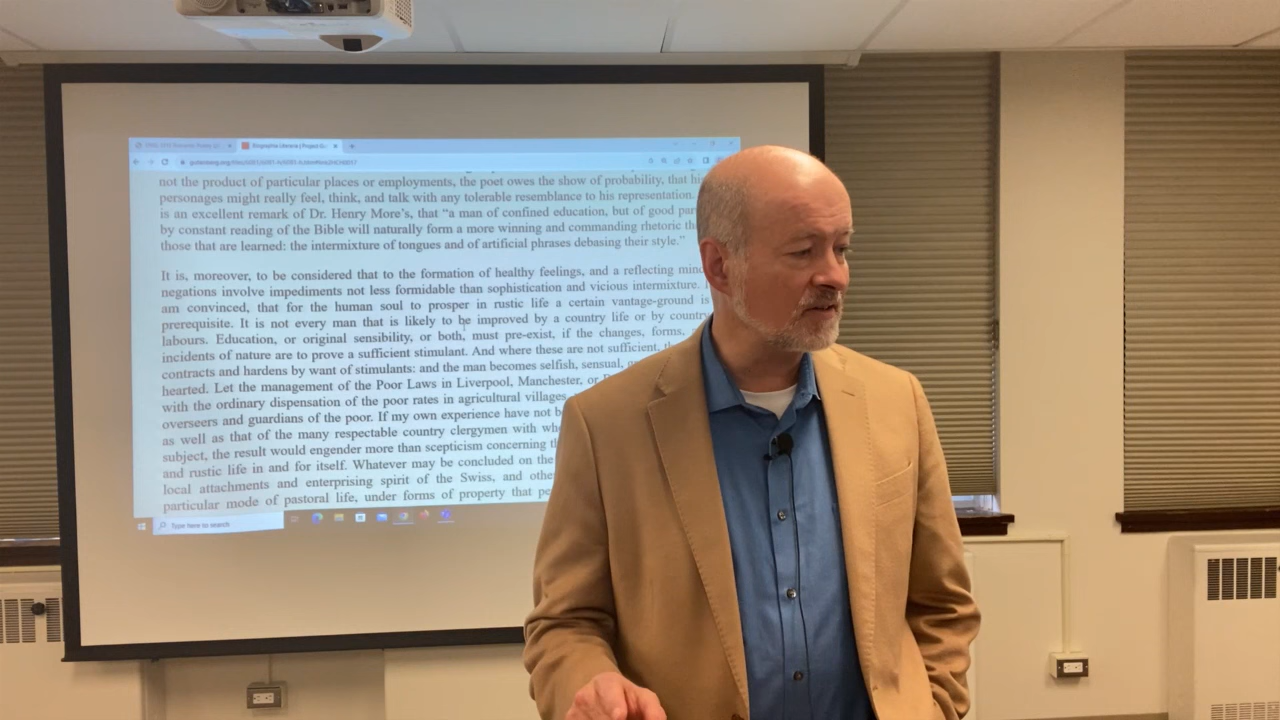 Biographia Literaria | Project Gu
not the product of particular places or employments, the poet owes the show of probability, that his
personages might really feel, think, and talk with any tolerable resemblance to his representation.
is an excellent remark of Dr. Henry More's, that “a man of confined education, but of good par
by constant reading of the Bible will naturally form a more winning and commanding rhetoric th
those that are learned: the intermixture of tongues and of artificial phrases debasing their style.”
It is, moreover, to be considered that to the formation of healthy feelings, and a reflecting mind,
negations involve impediments not less formidable than sophistication and vicious intermixture. I
am convinced, that for the human soul to prosper in rustic life a certain vantage-ground is
prerequisite. It is not every man that is likely to be improved by a country life or by country
labours. Education, or original sensibility, or both, must pre-exist, if the changes, forms, a
incidents of nature are to prove a sufficient stimulant. And where these are not sufficient, th
contracts and hardens by want of stimulants: and the man becomes selfish, sensual, g
hearted. Let the management of the Poor Laws in Liverpool, Manchester, or
with the ordinary dispensation of the poor rates in agricultural villages
overseers and guardians of the poor. If my own experience have not b
as well as that of the many respectable country clergymen with wh
subject, the result would engender more than scepticism concerning th
and rustic life in and for itself. Whatever may be concluded on the
local attachments and enterprising spirit of the Swiss, and othe
particular mode of pastoral life, under forms of property that pe
Type here to search